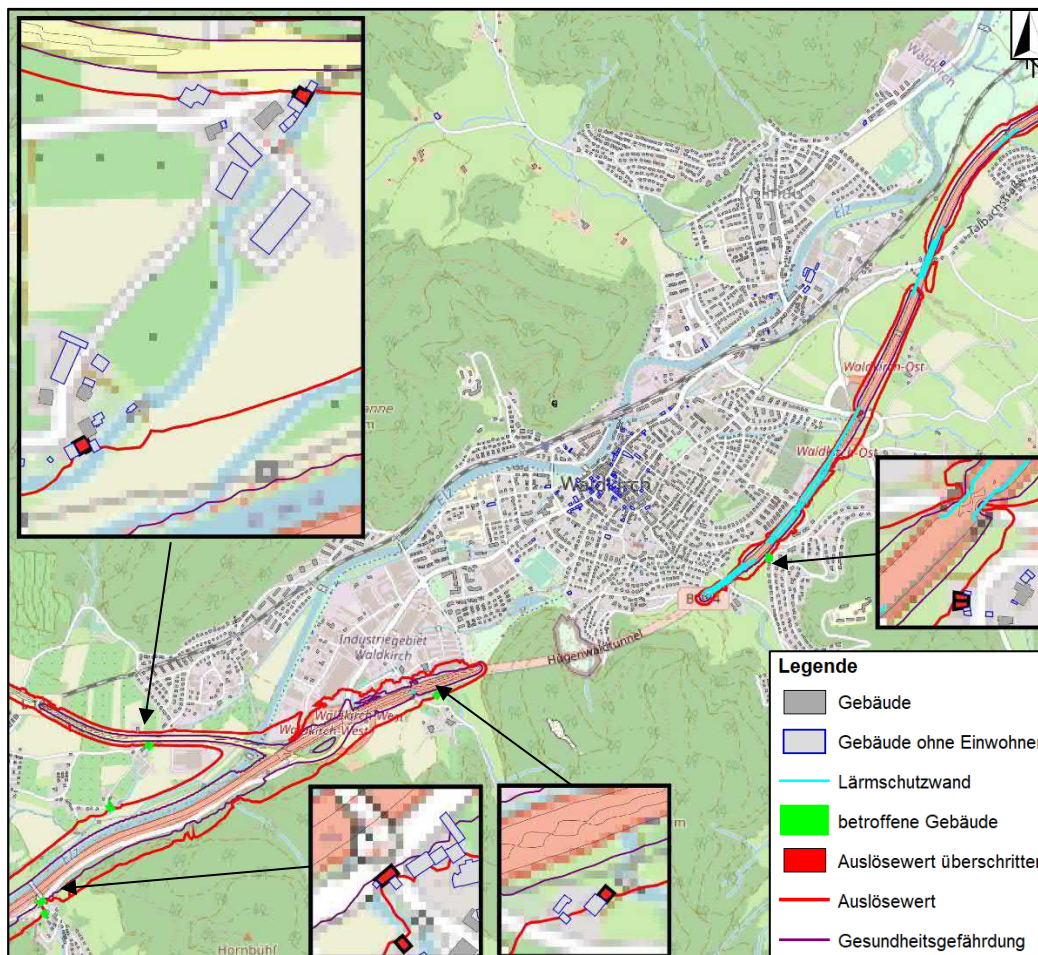 Waldkirch
Elz
Talbachstraße
Waldkirch-Ost
Waldkirch-Ost
Waldkirch
Elz
Industriegebiet
Waldkirch
Hugenwaldtunnel
Waldkirch-West
Waldkirch-West
Elz
Hornbühl
Legende
Gebäude
Gebäude ohne Einwohner
Lärmschutzwand
betroffene Gebäude
Auslösewert überschritten
Auslösewert
Gesundheitsgefährdung